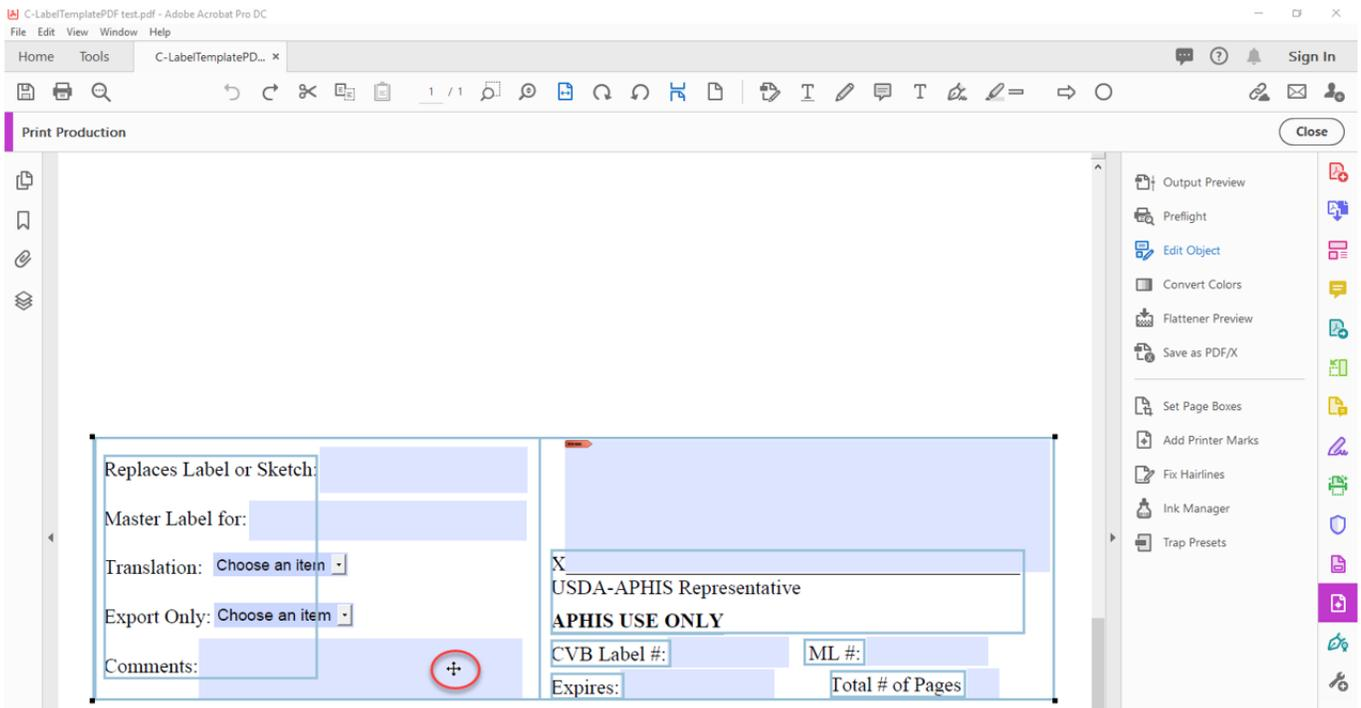 C-LabelTemplatePDF test.pdf - Adobe Acrobat Pro DC
File Edit View Window Help
Home Tools C-LabelTemplatePD... × Sign In
1 / 1
Print Production Close
Output Preview
Preflight
Edit Object
Convert Colors
Flattener Preview
Save as PDF/X
Set Page Boxes
Add Printer Marks
Fix Hairlines
Ink Manager
Trap Presets
Replaces Label or Sketch:
Master Label for:
Translation: Choose an item
Export Only: Choose an item
Comments:
X
USDA-APHIS Representative
APHIS USE ONLY
CVB Label #: ML #:
Expires: Total # of Pages